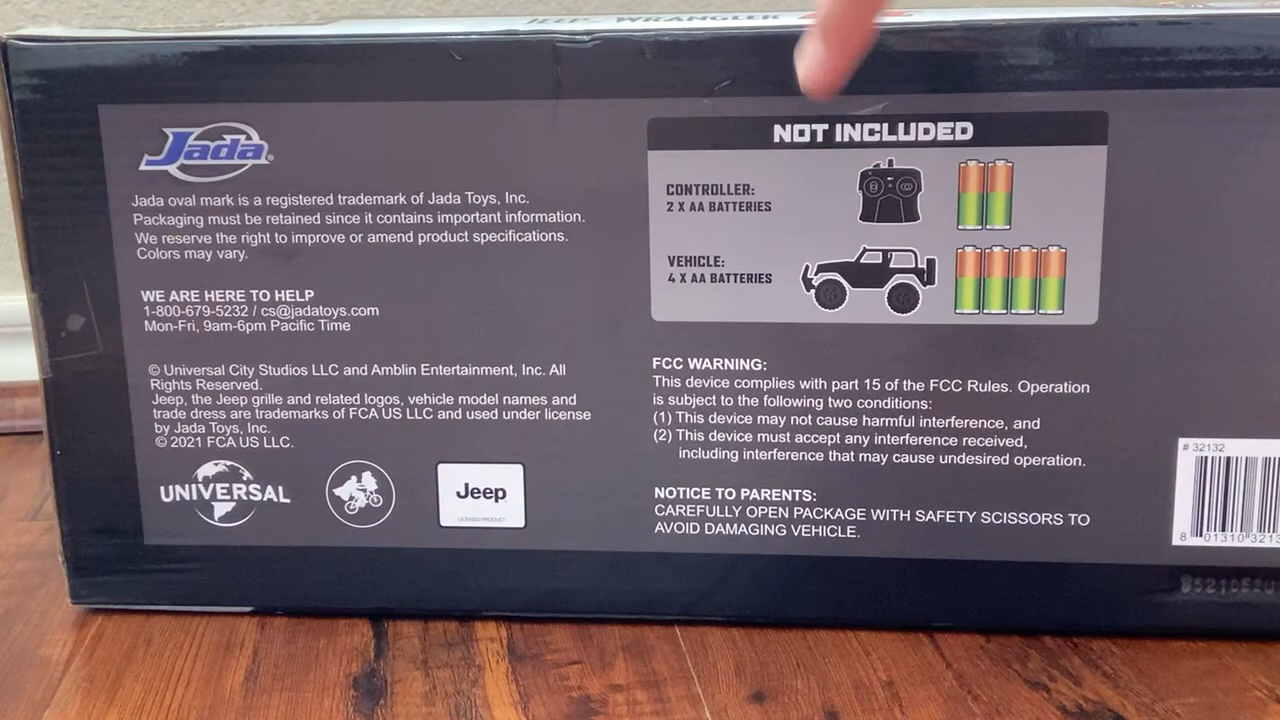 JEEP® WRANGLER
Jada®
Jada oval mark is a registered trademark of Jada Toys, Inc.
Packaging must be retained since it contains important information.
We reserve the right to improve or amend product specifications.
Colors may vary.
WE ARE HERE TO HELP
1-800-679-5232 / cs@jadatoys.com
Mon-Fri, 9am-6pm Pacific Time
© Universal City Studios LLC and Amblin Entertainment, Inc. All
Rights Reserved.
Jeep, the Jeep grille and related logos, vehicle model names and
trade dress are trademarks of FCA US LLC and used under license
by Jada Toys, Inc.
© 2021 FCA US LLC.
UNIVERSAL
Jeep
LICENSED PRODUCT
NOT INCLUDED
CONTROLLER:
2 X AA BATTERIES
VEHICLE:
4 X AA BATTERIES
FCC WARNING:
This device complies with part 15 of the FCC Rules. Operation
is subject to the following two conditions:
(1) This device may not cause harmful interference, and
(2) This device must accept any interference received,
including interference that may cause undesired operation.
NOTICE TO PARENTS:
CAREFULLY OPEN PACKAGE WITH SAFETY SCISSORS TO
AVOID DAMAGING VEHICLE.
# 32132
8 01310 3213